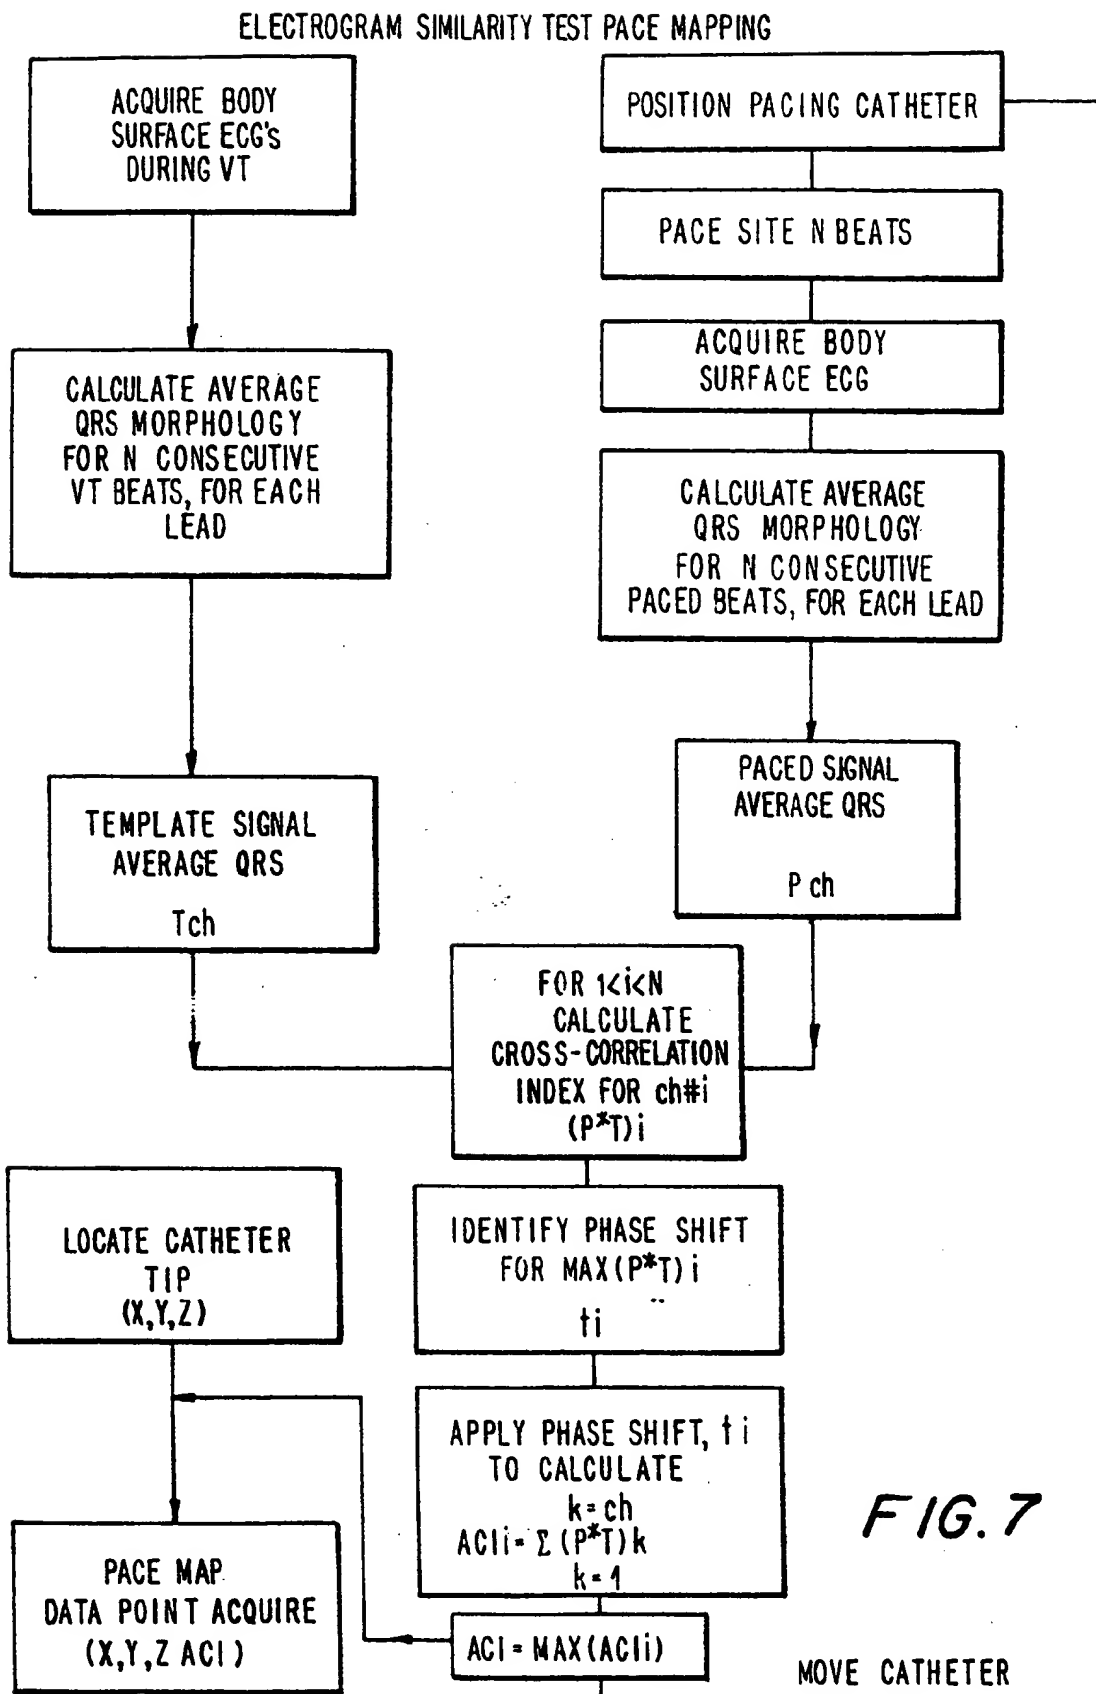 ELECTROGRAM SIMILARITY TEST PACE MAPPING
ACQUIRE BODY
SURFACE ECG's
DURING VT
CALCULATE AVERAGE
QRS MORPHOLOGY
FOR N CONSECUTIVE
VT BEATS, FOR EACH
LEAD
TEMPLATE SIGNAL
AVERAGE QRS
Tch
POSITION PACING CATHETER
PACE SITE N BEATS
ACQUIRE BODY
SURFACE ECG
CALCULATE AVERAGE
QRS MORPHOLOGY
FOR N CONSECUTIVE
PACED BEATS, FOR EACH LEAD
PACED SIGNAL
AVERAGE QRS
P ch
FOR 1<i<N
CALCULATE
CROSS-CORRELATION
INDEX FOR ch#i
(P*T)i
IDENTIFY PHASE SHIFT
FOR MAX(P*T)i
ti
APPLY PHASE SHIFT, ti
TO CALCULATE
k=ch
ACIi=Σ(P*T)k
k=1
ACI=MAX(ACIi)
LOCATE CATHETER
TIP
(X,Y,Z)
PACE MAP
DATA POINT ACQUIRE
(X,Y,Z ACI)
MOVE CATHETER
FIG. 7